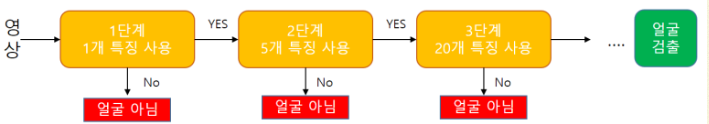 영
상
1단계
1개 특징 사용
YES
2단계
5개 특징 사용
YES
3단계
20개 특징 사용
....
얼굴
검출
No
No
No
얼굴 아님
얼굴 아님
얼굴 아님